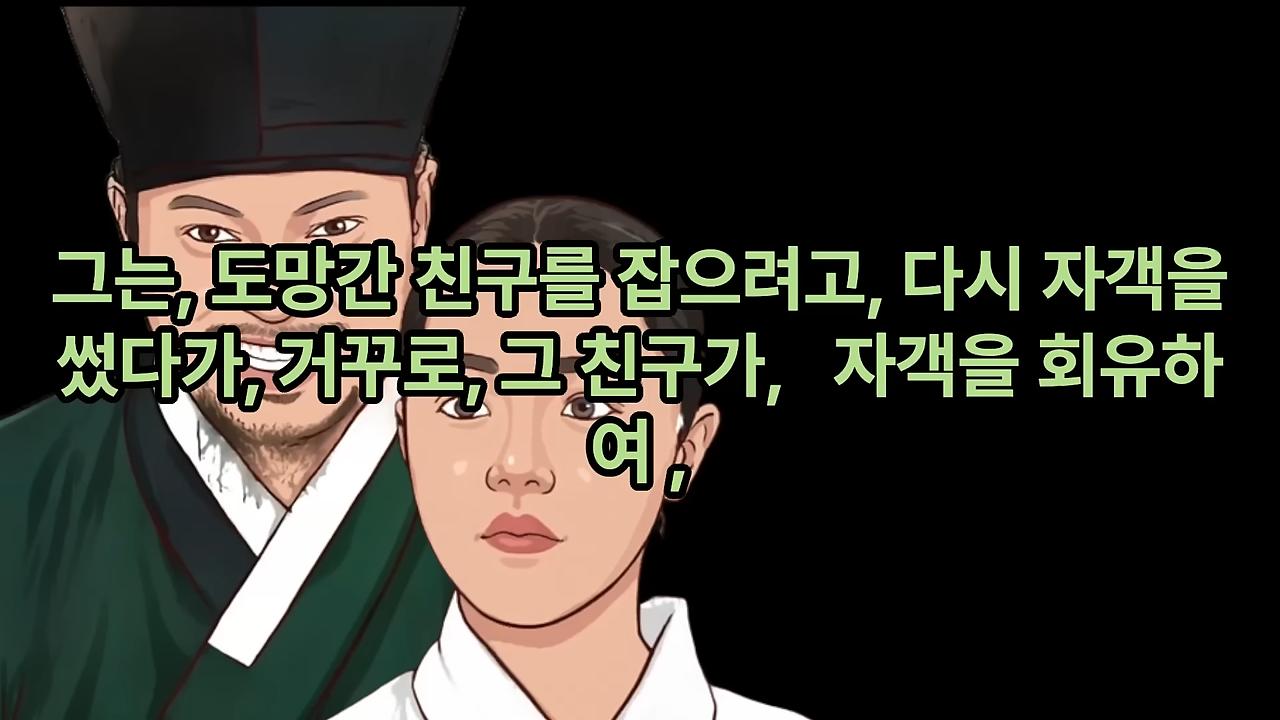 그는, 도망간 친구를 잡으려고, 다시 자객을
썼다가, 거꾸로, 그 친구가, 자객을 회유하
여 ,